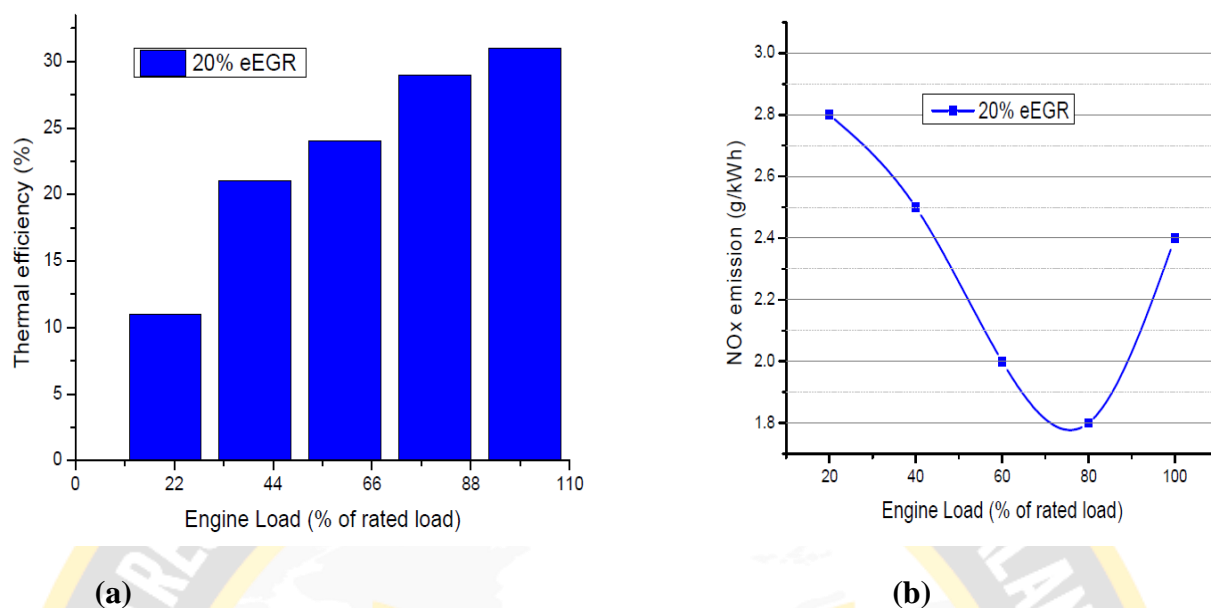 20% eEGR
Thermal efficiency (%)
30
25
20
15
10
5
0
0 22 44 66 88 110
Engine Load (% of rated load)
20% eEGR
NOx emission (g/kWh)
3.0
2.8
2.6
2.4
2.2
2.0
1.8
20 40 60 80 100
Engine Load (% of rated load)
(a) (b)